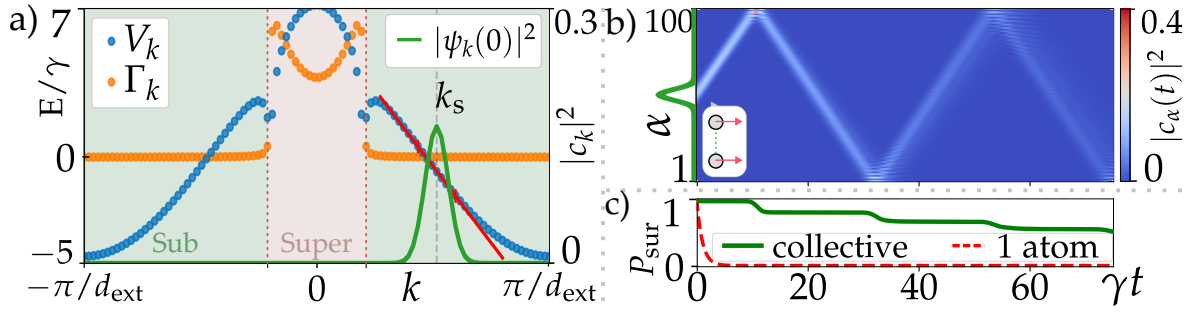 a)
7
0
−5
E/γ
V_k
Γ_k
|ψ_k(0)|²
k_s
Sub
Super
0.3
0
|c_k|²
−π/d_ext
0
k
π/d_ext
b)
100
α
1
0.4
0
|c_α(t)|²
c)
1
0
P_sur
collective
1 atom
0
20
40
60
γt